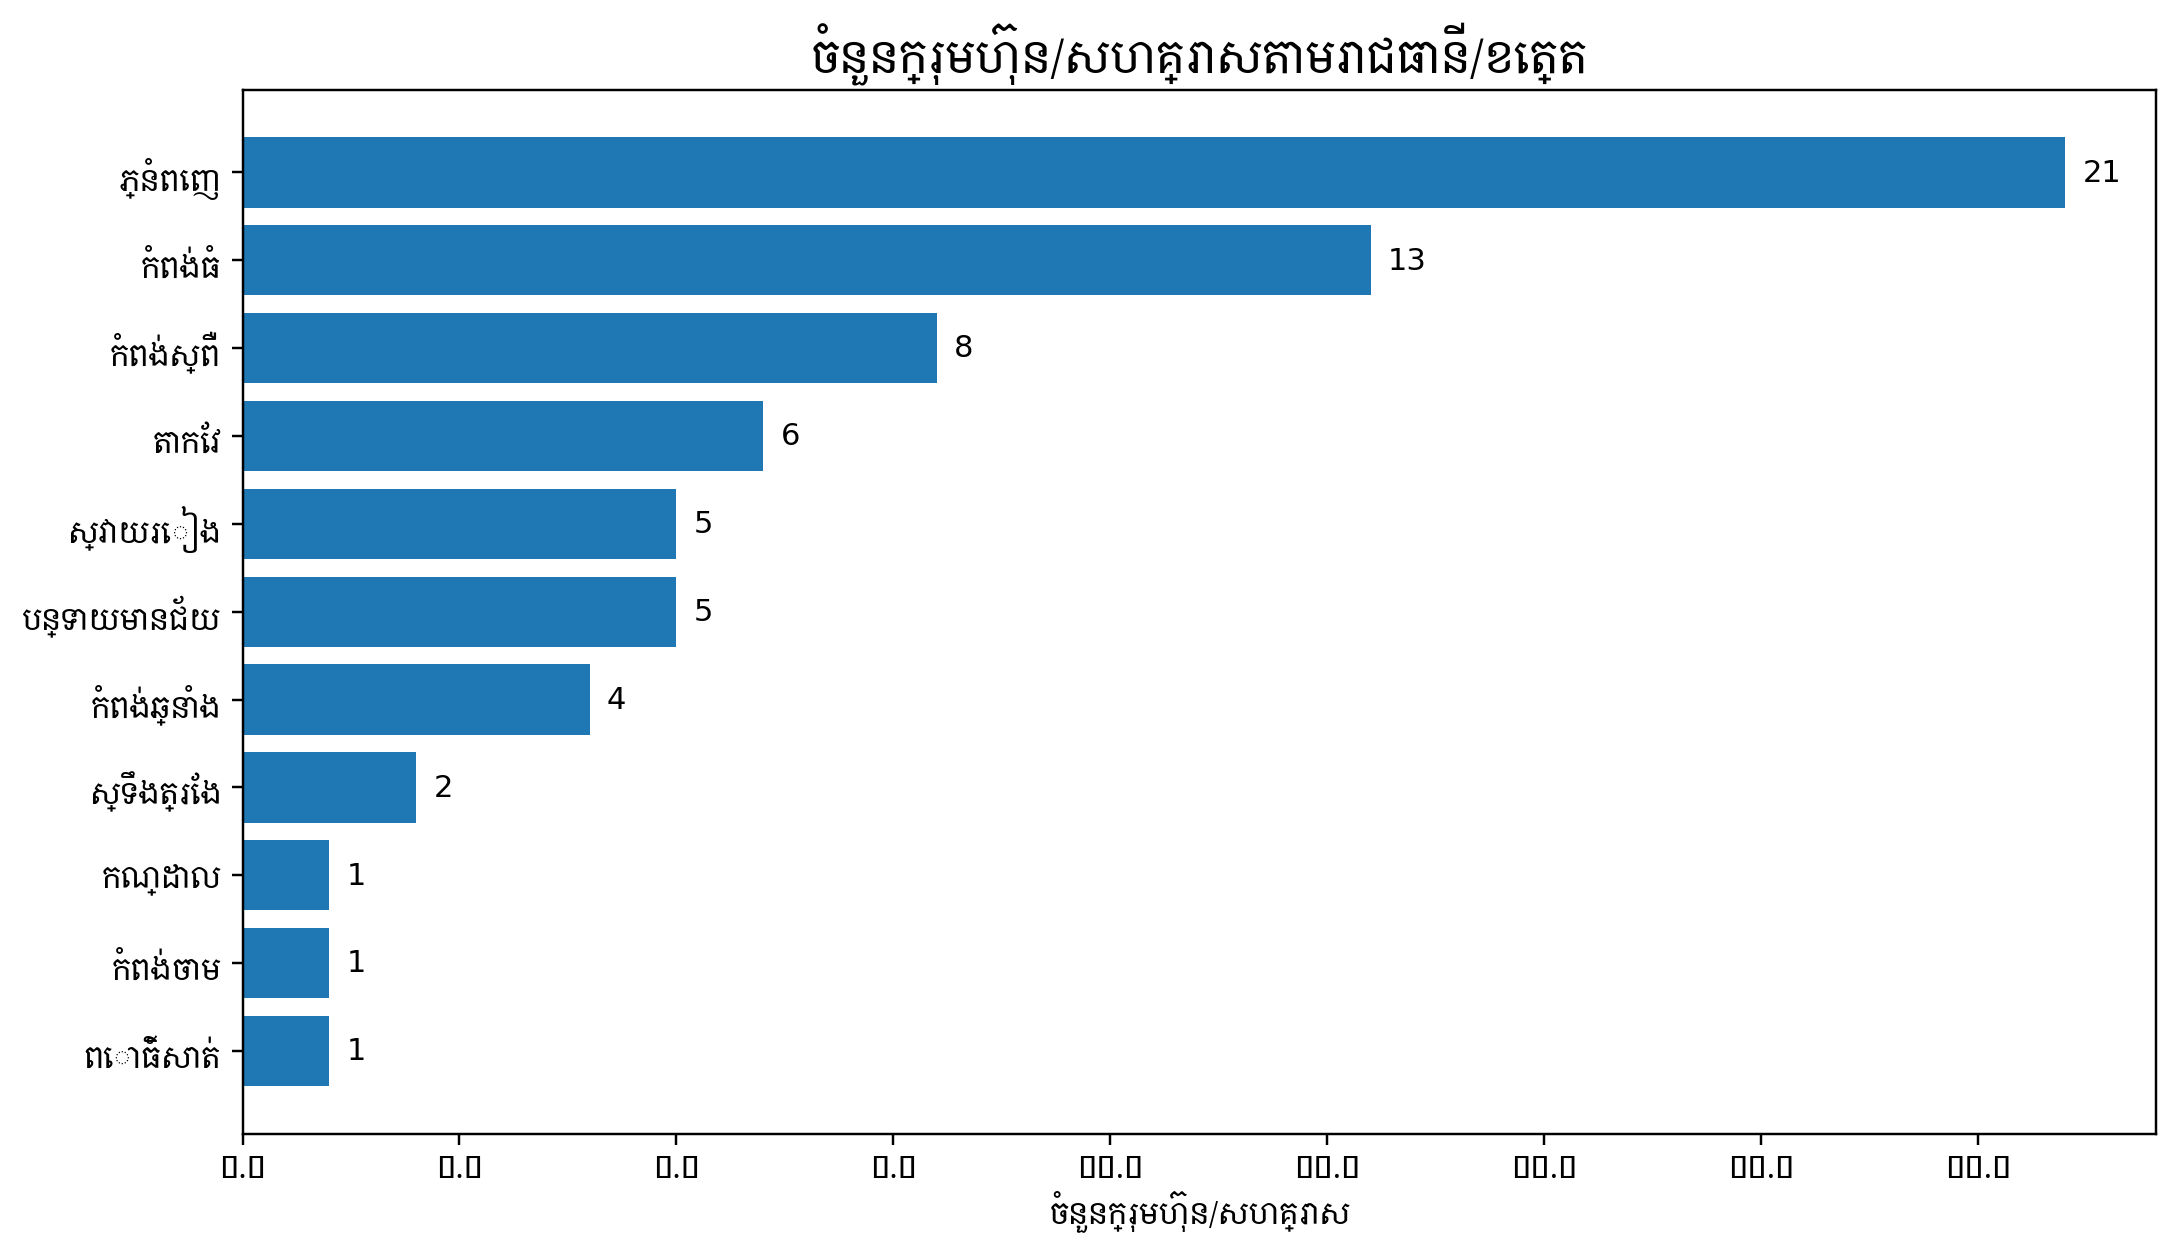 ចំនួនក្រុមហ៊ុន/សហគ្រាសតាមរាជធានី/ខេត្ត
ភ្នំពេញ 21
កំពង់ធំ 13
កំពង់ស្ពឺ 8
តាកែវ 6
ស្វាយរៀង 5
បន្ទាយមានជ័យ 5
កំពង់ឆ្នាំង 4
ស្ទឹងត្រែង 2
កណ្ដាល 1
កំពង់ចាម 1
ពោធិ៍សាត់ 1
ចំនួនក្រុមហ៊ុន/សហគ្រាស